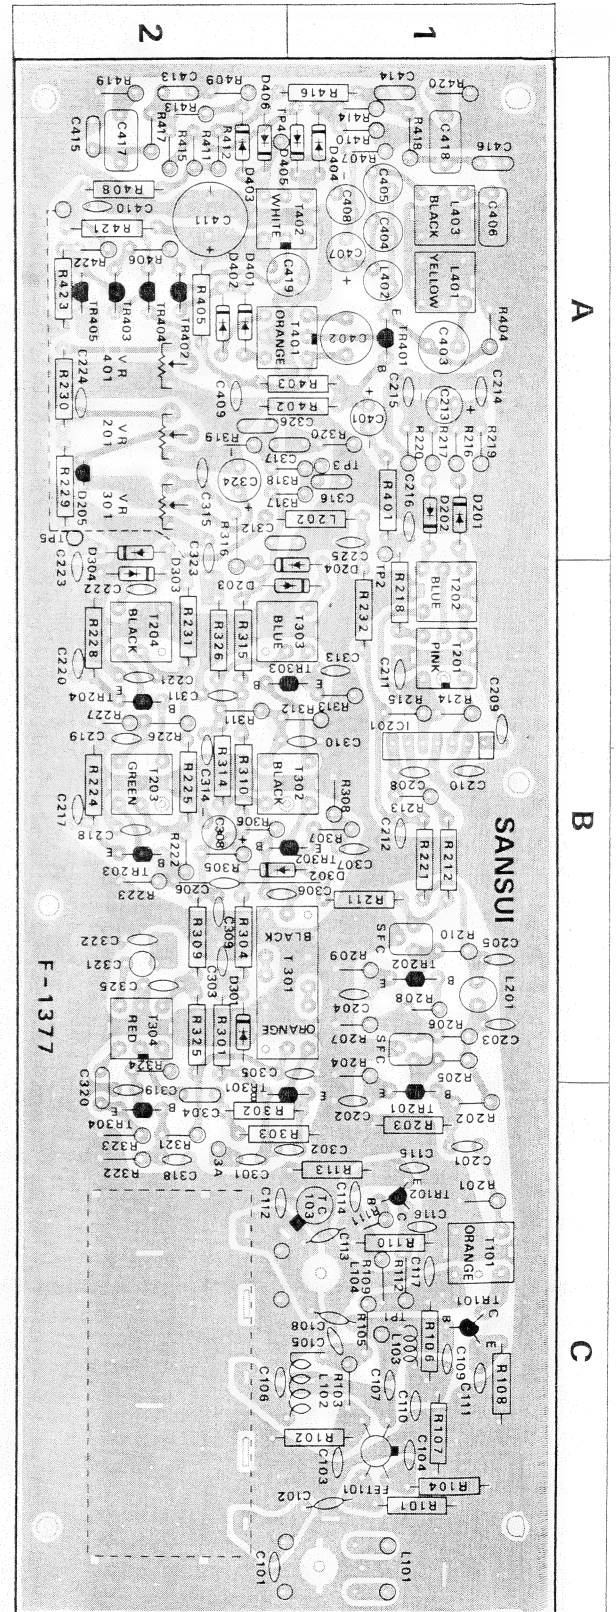 2
1
A
B
C
SANSUI
F-1377
R419
C413
R409
D406
R416
C414
R420
R413
TP4
R414
R410
R407
R418
C418
C416
C415
C417
R417
R415
R411
R412
D403
D405
D404
R408
C410
R421
C411
T402
WHITE
C408
C405
C404
C407
L403
BLACK
C406
R422
R406
R423
TR405
TR403
TR404
TR402
R405
D402
D401
C419
L402
L401
YELLOW
R404
T401
ORANGE
C402
E
TR401
B
C403
C224
R230
VR
401
C409
R403
R402
C215
C214
C401
C213
VR
201
R319
C326
R320
C317
TP3
R220
R217
R216
R219
R229
D205
VR
301
C315
C324
R318
R317
C316
R401
C216
D202
D201
TP5
C223
D304
D303
C222
C323
R316
C312
L202
C225
D203
D204
TP2
R218
T202
BLUE
R228
T204
BLACK
R231
R326
R315
T303
BLUE
R232
T201
PINK
C220
C221
C311
TR303
C313
C211
E
TR204
B
B
E
R227
R226
R311
R312
R313
R215
R214
C209
IC201
C219
C310
R224
T203
GREEN
R225
C314
R314
R310
T302
BLACK
R308
C208
C210
R213
C217
C218
C308
R306
R307
C212
R221
R212
E
B
R222
B
E
TR203
TR302
C307
R223
C206
R305
D302
C306
R211
C322
C321
C325
R309
C309
R304
BLACK
T301
ORANGE
SFC
R210
C205
R209
TR202
E
B
L201
C303
D301
C204
R208
T304
RED
R325
R301
R207
R206
C203
SFC
R324
C305
R204
R205
C320
C319
C304
TR301
B
E
E
B
E
B
TR304
R302
C202
TR201
R202
R323
R321
R303
R203
R322
C318
3A
C301
C302
R113
C115
C201
C112
TC
103
C114
R111
E
TR102
B
C
C116
R201
C113
R110
T101
ORANGE
L104
R109
R112
C117
TR101
C108
C105
R105
TP1
L103
R106
B
C
E
C109
C111
R108
C106
L102
R103
C107
C110
R107
R102
C103
C104
FET101
R104
C102
R101
C101
L101